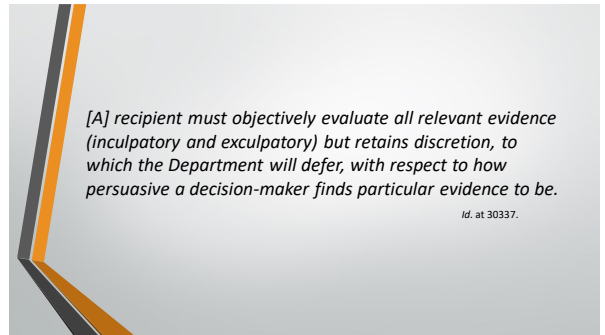 [A] recipient must objectively evaluate all relevant evidence
(inculpatory and exculpatory) but retains discretion, to
which the Department will defer, with respect to how
persuasive a decision-maker finds particular evidence to be.
Id. at 30337.